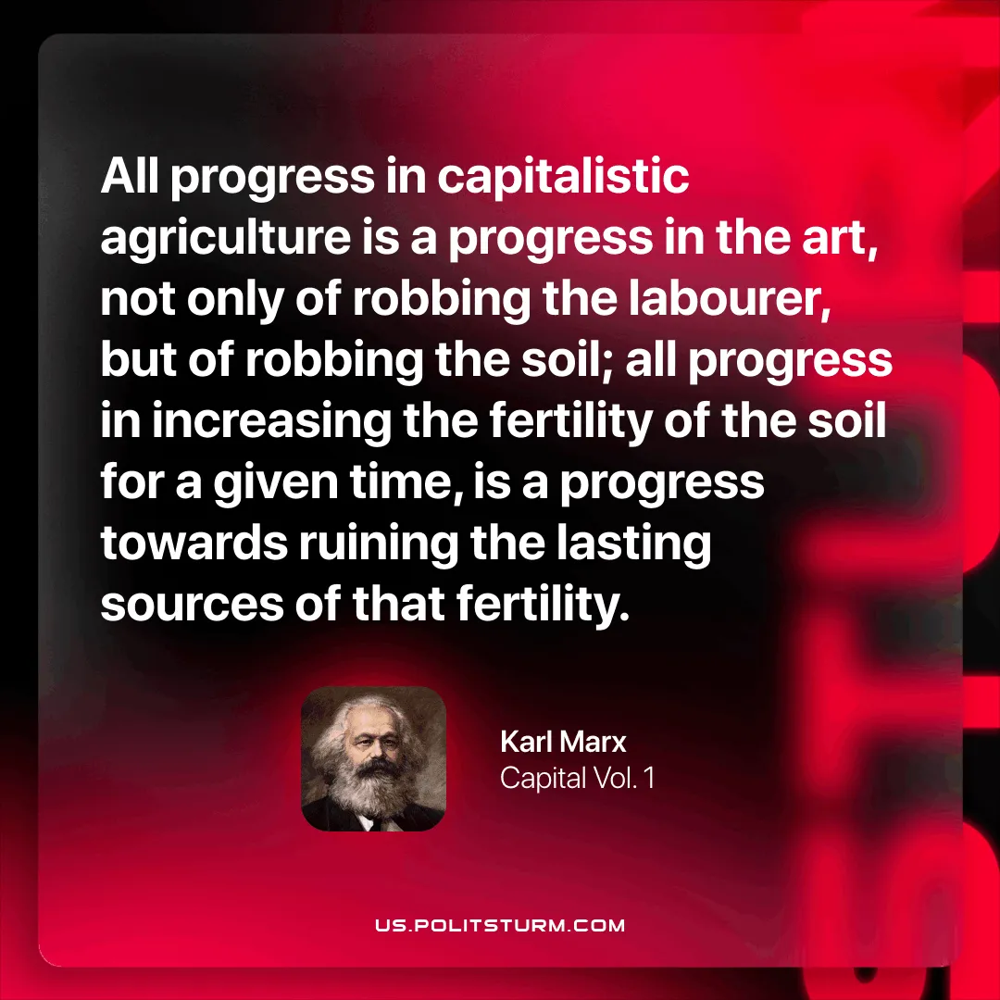 All progress in capitalistic
agriculture is a progress in the art,
not only of robbing the labourer,
but of robbing the soil; all progress
in increasing the fertility of the soil
for a given time, is a progress
towards ruining the lasting
sources of that fertility.
Karl Marx
Capital Vol. 1
US.POLITSTURM.COM